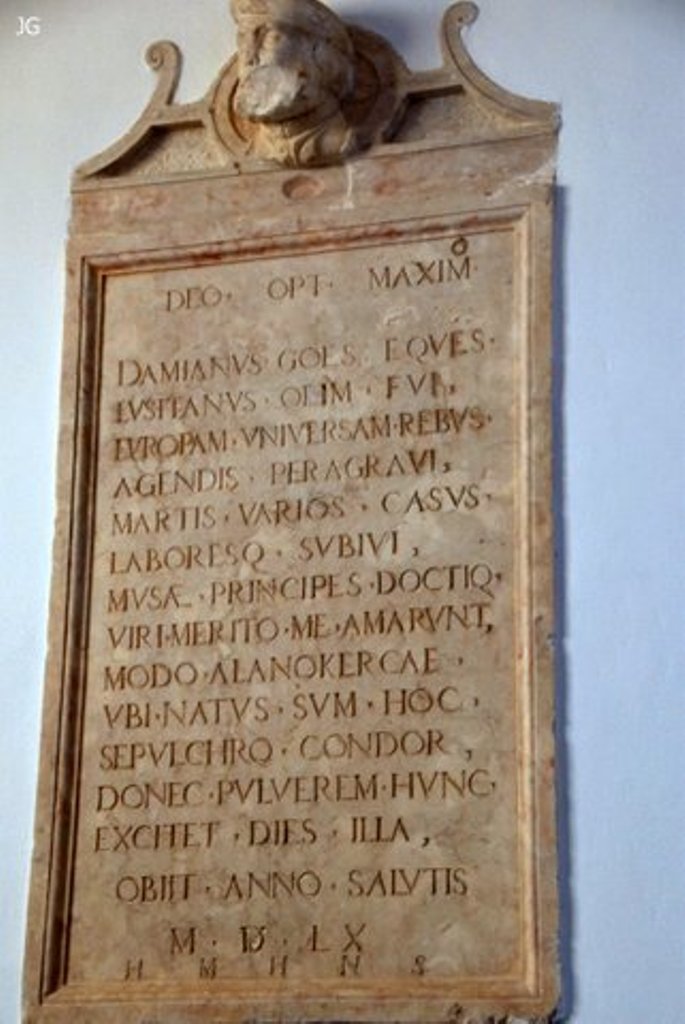 JG
DEO · OPT · MAXIMO
DAMIANVS · GOES · EQVES ·
LVSITANVS · OLIM · FVI,
EVROPAM · VNIVERSAM · REBVS ·
AGENDIS · PERAGRAVI,
MARTIS · VARIOS · CASVS ·
LABORESQ · SVBIVI,
MVSÆ · PRINCIPES · DOCTIQ ·
VIRI · MERITO · ME · AMARVNT,
MODO · ALANOKERCAE ·
VBI · NATVS · SVM · HOC ·
SEPVLCHRO · CONDOR,
DONEC · PVLVEREM · HVNC ·
EXCITET · DIES · ILLA,
OBIIT · ANNO · SALVTIS
M · D · LX
H M H N S